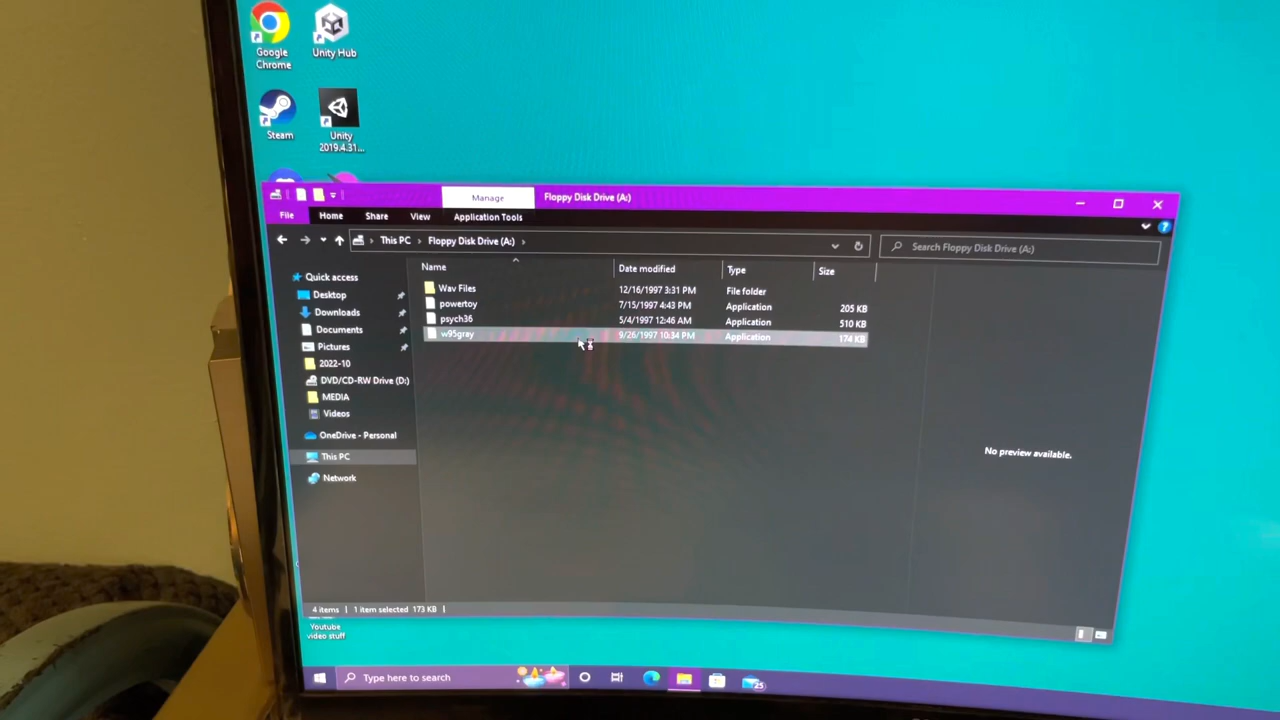 Google
Chrome
Unity Hub
Steam
Unity
2019.4.31...
Manage
Floppy Disk Drive (A:)
File
Home
Share
View
Application Tools
This PC
Floppy Disk Drive (A:)
Search Floppy Disk Drive (A:)
Name
Date modified
Type
Size
Wav Files
12/16/1997 3:31 PM
File folder
powertoy
7/15/1997 4:43 PM
Application
205 KB
psych36
5/4/1997 12:46 AM
Application
510 KB
w95gray
9/26/1997 10:34 PM
Application
174 KB
Quick access
Desktop
Downloads
Documents
Pictures
2022-10
DVD/CD-RW Drive (D:)
MEDIA
Videos
OneDrive - Personal
This PC
Network
No preview available.
4 items
1 item selected 173 KB
Youtube
video stuff
Type here to search
25